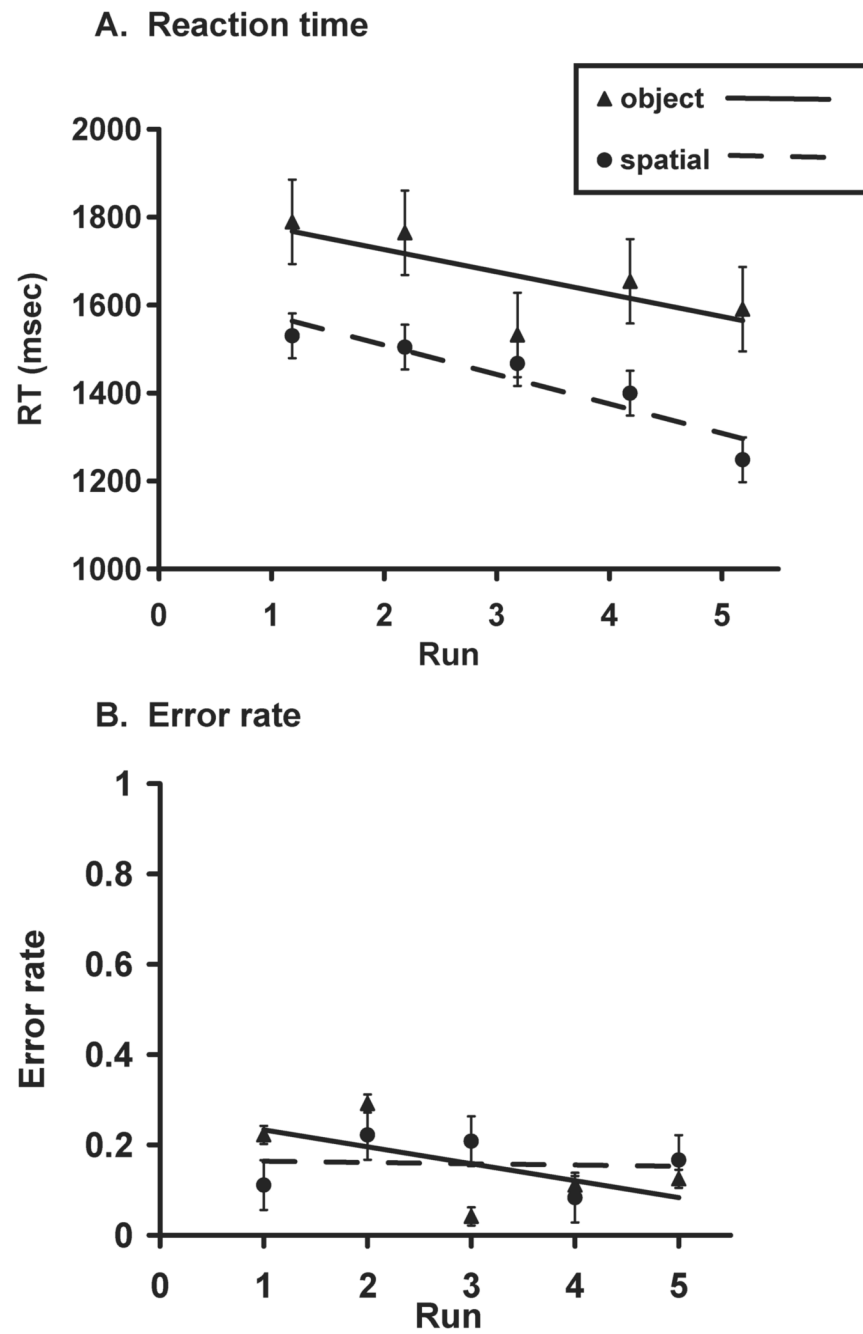 A. Reaction time
object
spatial
2000
1800
1600
1400
1200
1000
RT (msec)
0 1 2 3 4 5
Run
B. Error rate
1
0.8
0.6
0.4
0.2
0
Error rate
0 1 2 3 4 5
Run